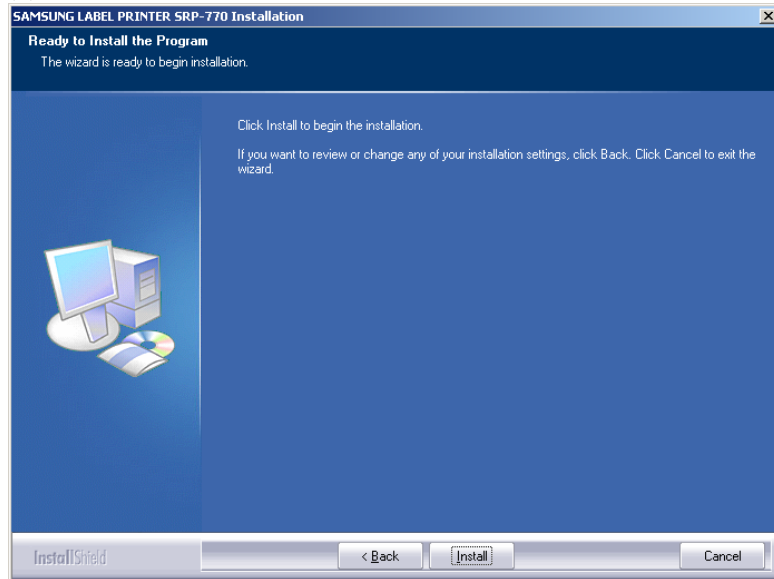 SAMSUNG LABEL PRINTER SRP-770 Installation
Ready to Install the Program
The wizard is ready to begin installation.
Click Install to begin the installation.
If you want to review or change any of your installation settings, click Back. Click Cancel to exit the
wizard.
InstallShield
< Back
Install
Cancel